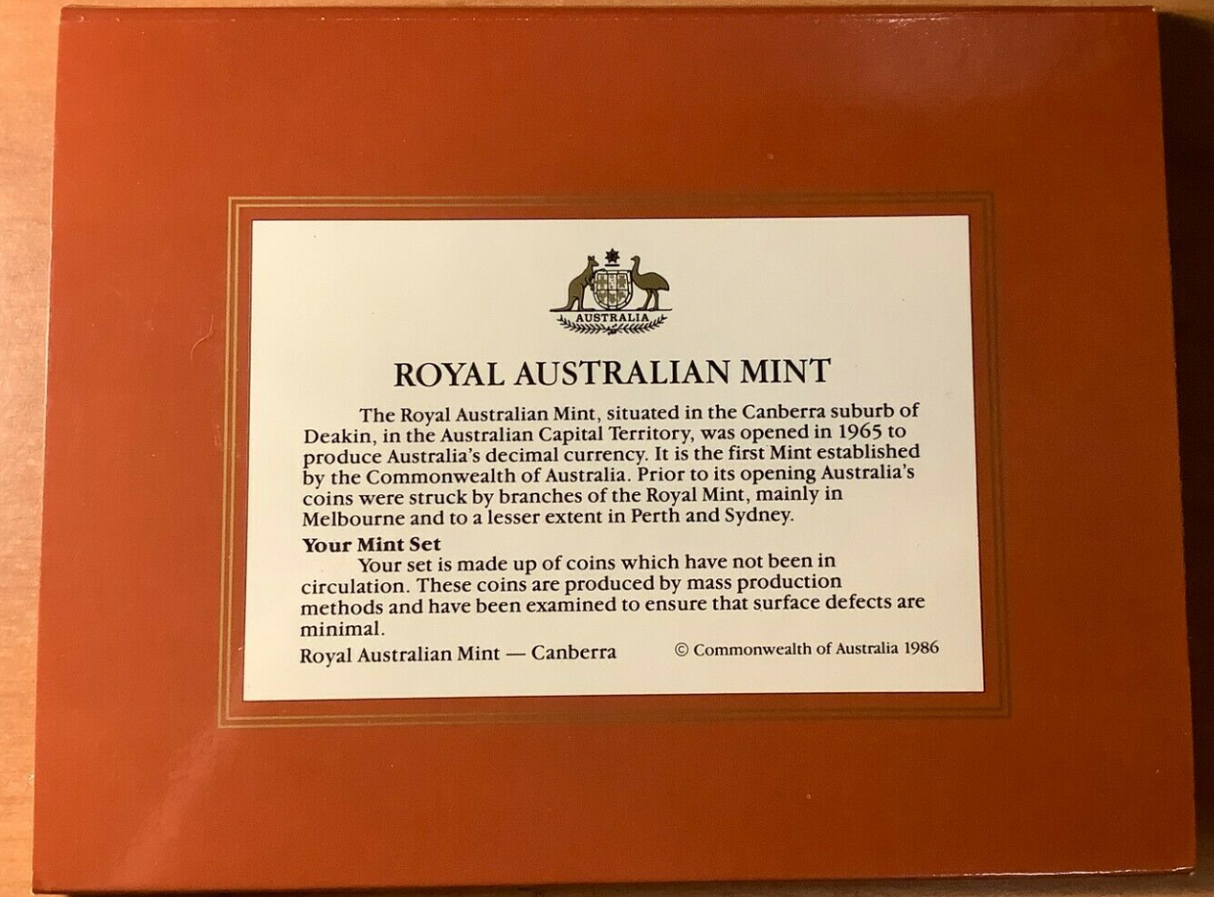 AUSTRALIA
ROYAL AUSTRALIAN MINT
The Royal Australian Mint, situated in the Canberra suburb of
Deakin, in the Australian Capital Territory, was opened in 1965 to
produce Australia's decimal currency. It is the first Mint established
by the Commonwealth of Australia. Prior to its opening Australia's
coins were struck by branches of the Royal Mint, mainly in
Melbourne and to a lesser extent in Perth and Sydney.
Your Mint Set
Your set is made up of coins which have not been in
circulation. These coins are produced by mass production
methods and have been examined to ensure that surface defects are
minimal.
Royal Australian Mint — Canberra © Commonwealth of Australia 1986